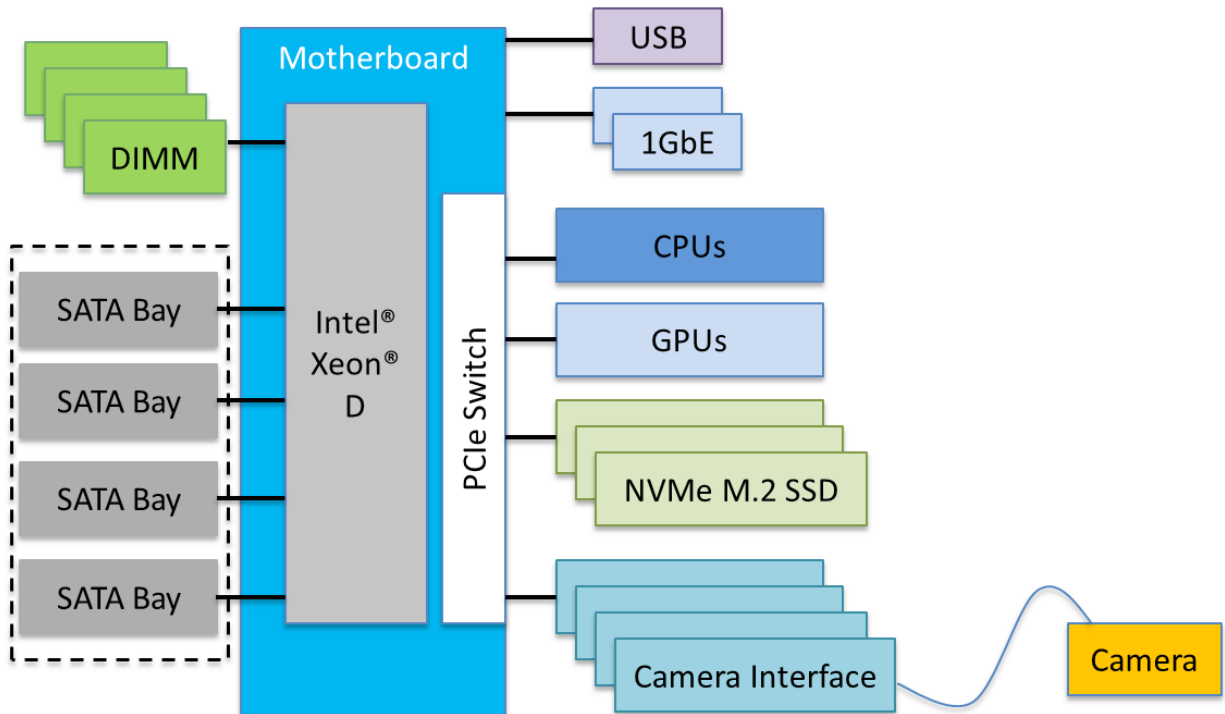 Motherboard
USB
1GbE
DIMM
CPUs
SATA Bay
Intel®
Xeon®
D
PCIe Switch
GPUs
SATA Bay
NVMe M.2 SSD
SATA Bay
SATA Bay
Camera Interface
Camera